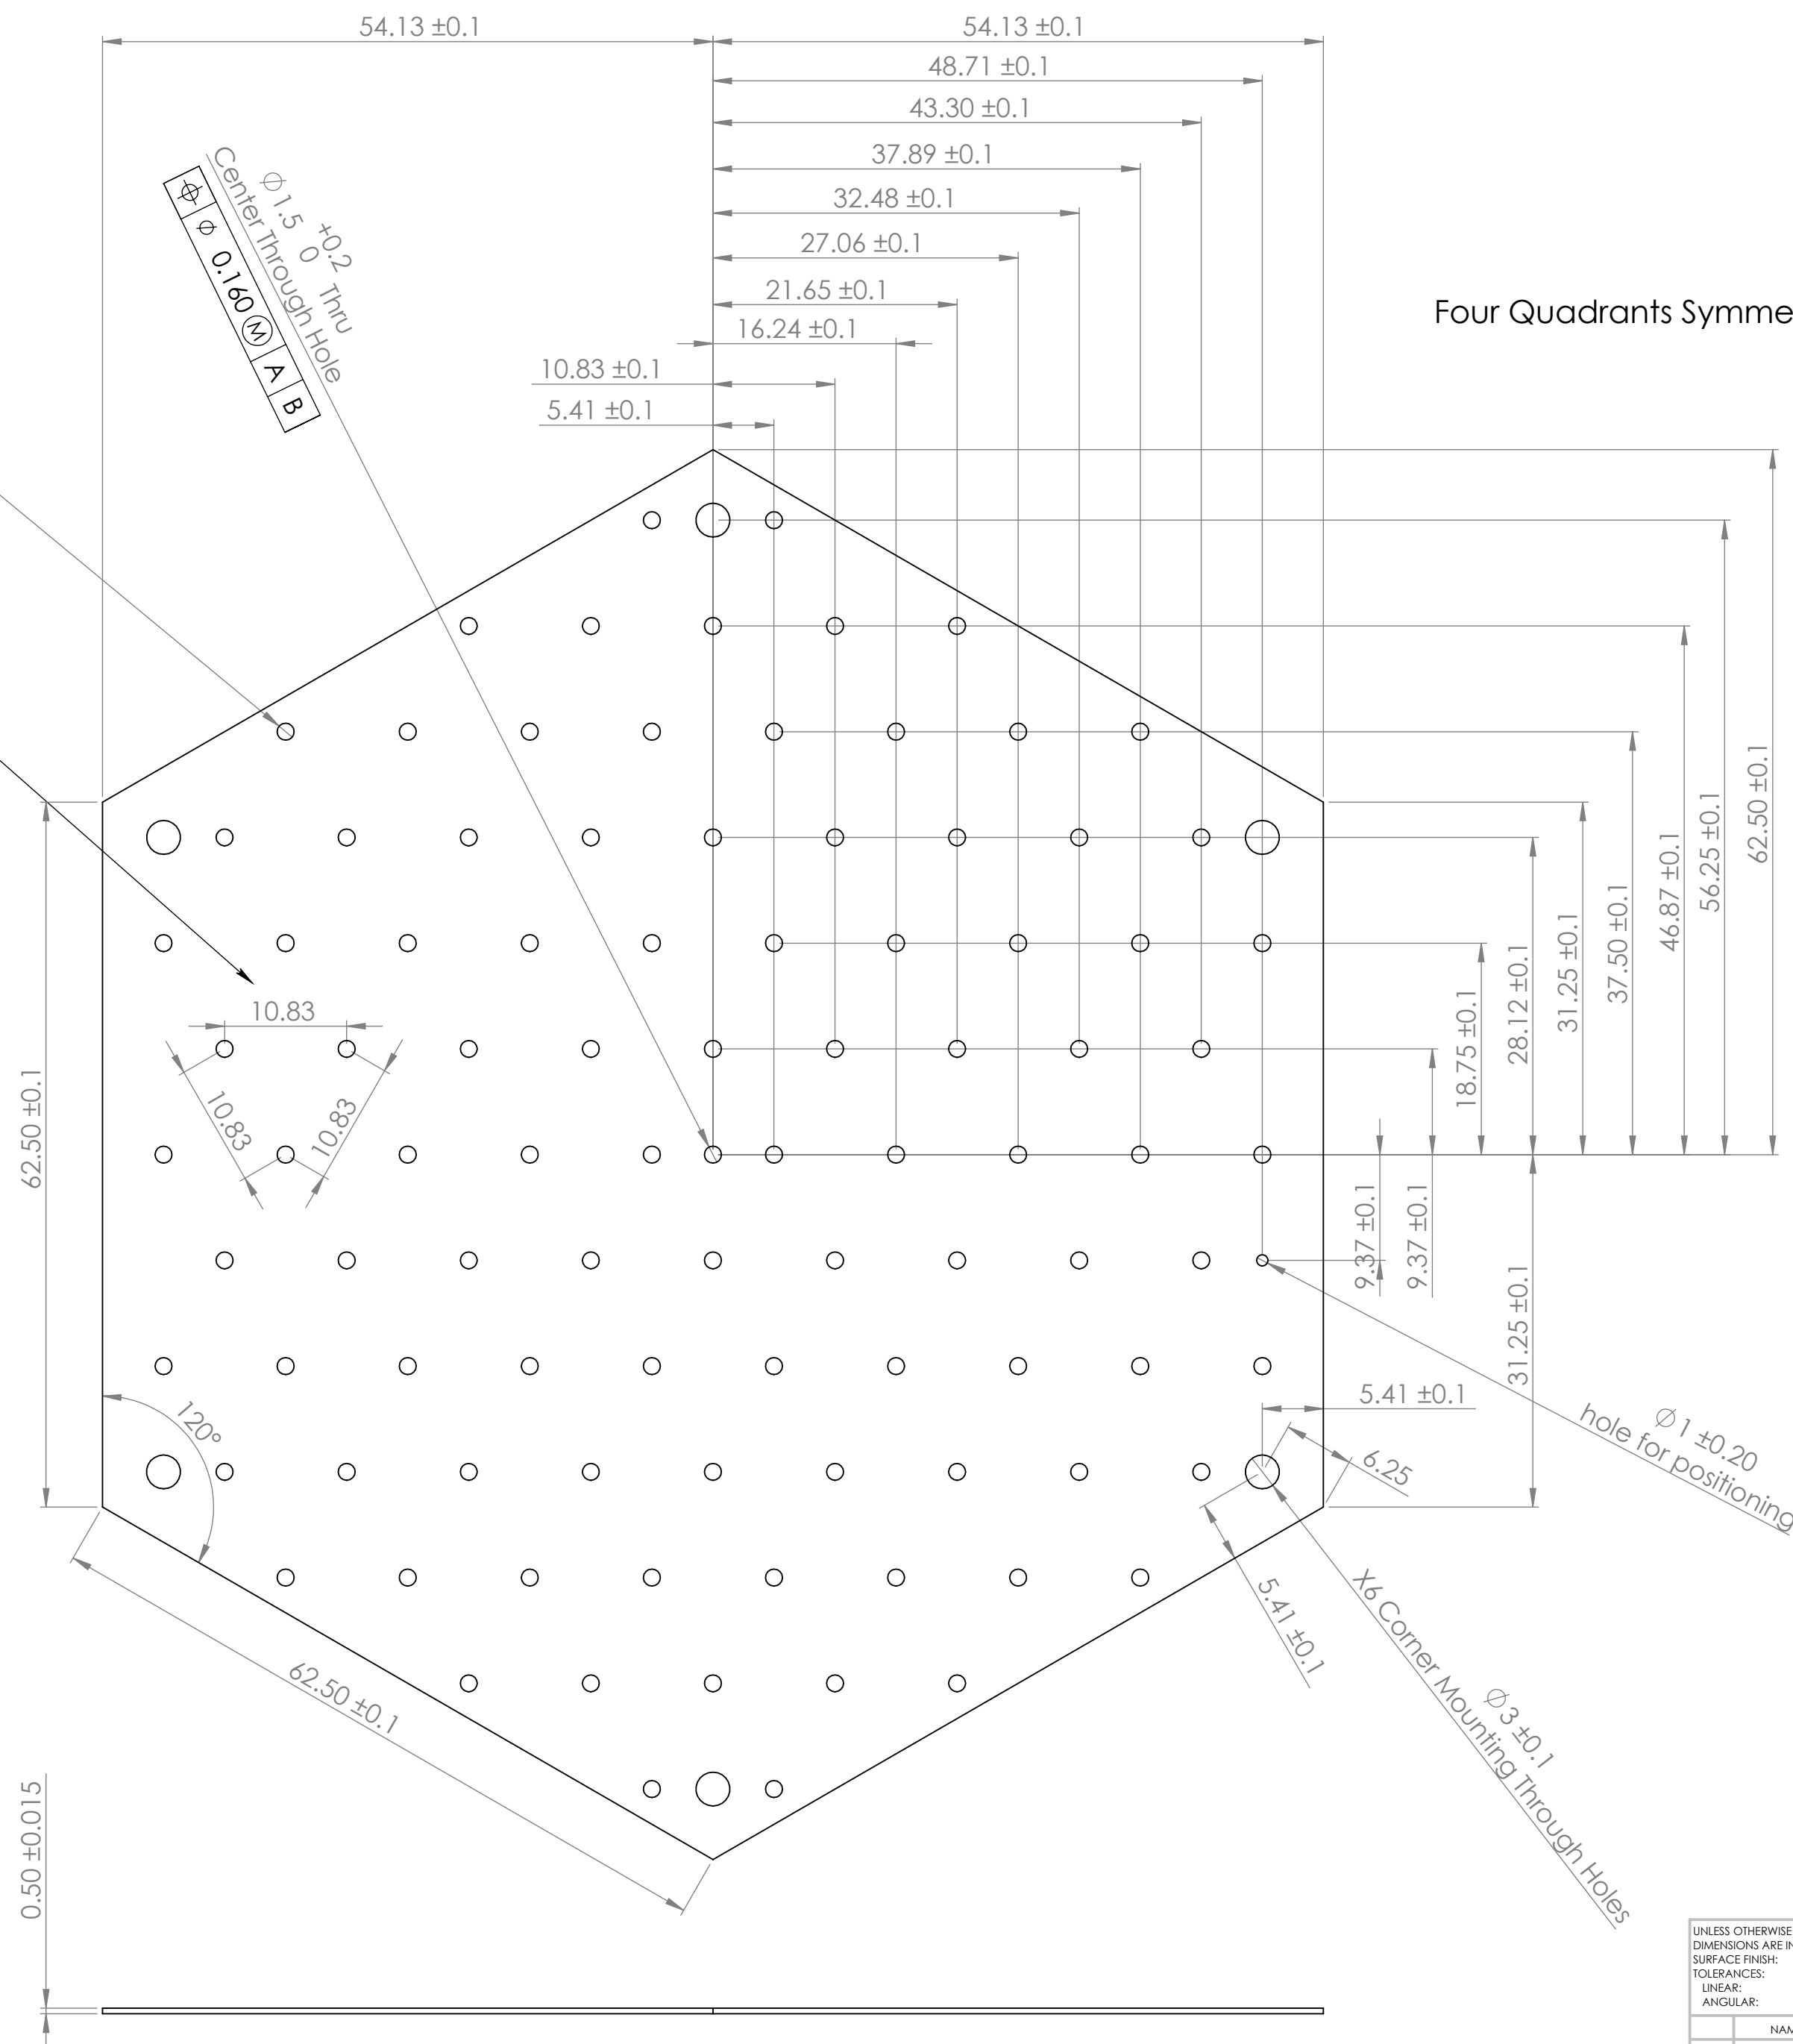 54.13 ±0.1
54.13 ±0.1
48.71 ±0.1
43.30 ±0.1
37.89 ±0.1
32.48 ±0.1
27.06 ±0.1
21.65 ±0.1
16.24 ±0.1
10.83 ±0.1
5.41 ±0.1
∅ 1.5 +0.2 0 Thru
Center Through Hole
⌖ ∅ 0.160 Ⓜ A B
Four Quadrants Symme
62.50 ±0.1
56.25 ±0.1
46.87 ±0.1
37.50 ±0.1
31.25 ±0.1
28.12 ±0.1
18.75 ±0.1
9.37 ±0.1
9.37 ±0.1
31.25 ±0.1
10.83
10.83
10.83
62.50 ±0.1
120°
5.41 ±0.1
6.25
5.41 ±0.1
∅ 1 ±0.20
hole for positioning
∅ 3 ±0.1
X6 Corner Mounting Through Holes
62.50 ±0.1
0.50 ±0.015
UNLESS OTHERWISE
DIMENSIONS ARE IN
SURFACE FINISH:
TOLERANCES:
LINEAR:
ANGULAR:
NAM